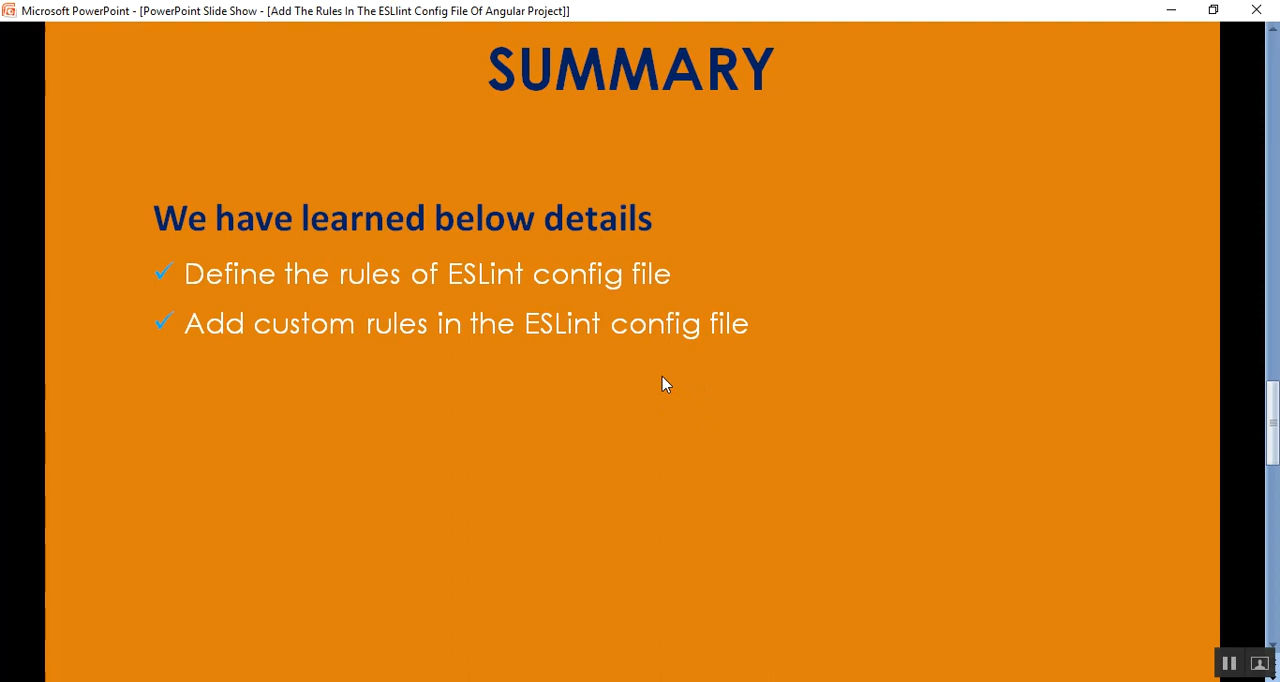 Microsoft PowerPoint - [PowerPoint Slide Show - [Add The Rules In The ESLlint Config File Of Angular Project]]
SUMMARY
We have learned below details
✓ Define the rules of ESLint config file
✓ Add custom rules in the ESLint config file